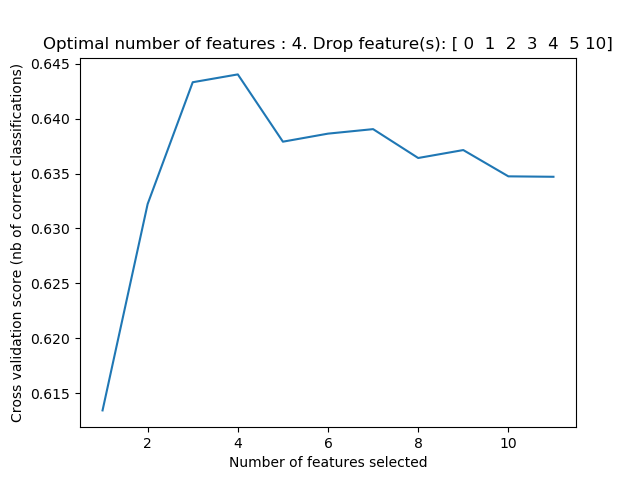 Optimal number of features : 4. Drop feature(s): [ 0  1  2  3  4  5 10]
0.645
0.640
0.635
0.630
0.625
0.620
0.615
Cross validation score (nb of correct classifications)
2 4 6 8 10
Number of features selected